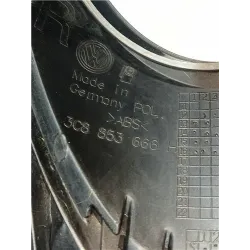 R
Made in
Germany POL.
>ABS<
3C8 853 666